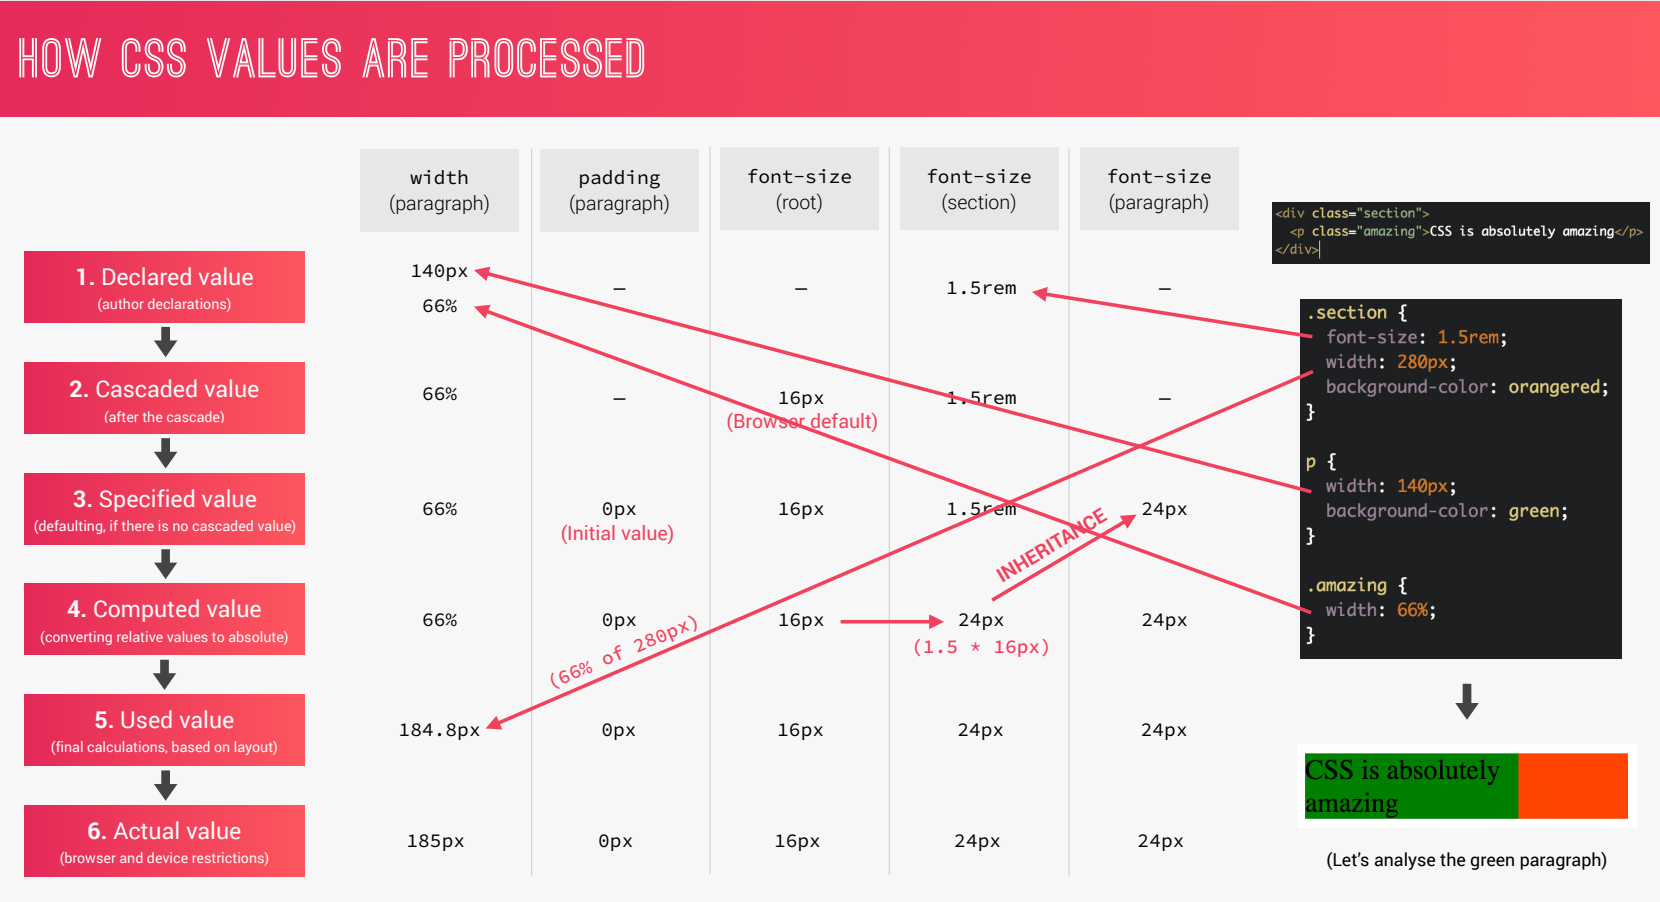 HOW CSS VALUES ARE PROCESSED
width
(paragraph)
padding
(paragraph)
font-size
(root)
font-size
(section)
font-size
(paragraph)
<div class="section">
<p class="amazing">CSS is absolutely amazing</p>
</div>
1. Declared value
(author declarations)
140px
66%
–
–
1.5rem
–
2. Cascaded value
(after the cascade)
66%
–
16px
(Browser default)
1.5rem
–
3. Specified value
(defaulting, if there is no cascaded value)
66%
0px
(Initial value)
16px
1.5rem
24px
INHERITANCE
4. Computed value
(converting relative values to absolute)
66%
0px
16px
24px
(1.5 * 16px)
24px
(66% of 280px)
5. Used value
(final calculations, based on layout)
184.8px
0px
16px
24px
24px
6. Actual value
(browser and device restrictions)
185px
0px
16px
24px
24px
.section {
font-size: 1.5rem;
width: 280px;
background-color: orangered;
}
p {
width: 140px;
background-color: green;
}
.amazing {
width: 66%;
}
CSS is absolutely
amazing
(Let's analyse the green paragraph)